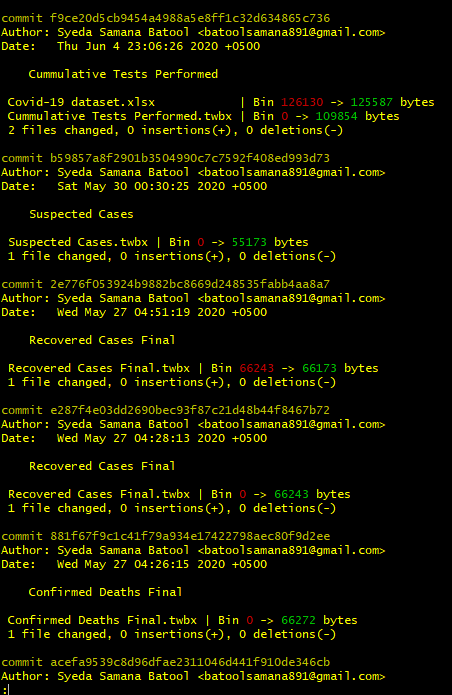 commit f9ce20d5cb9454a4988a5e8ff1c32d634865c736
Author: Syeda Samana Batool <batoolsamana891@gmail.com>
Date:   Thu Jun 4 23:06:26 2020 +0500
Cummulative Tests Performed
Covid-19 dataset.xlsx            | Bin 126130 -> 125587 bytes
Cummulative Tests Performed.twbx | Bin 0 -> 109854 bytes
2 files changed, 0 insertions(+), 0 deletions(-)
commit b59857a8f2901b3504990c7c7592f408ed993d73
Author: Syeda Samana Batool <batoolsamana891@gmail.com>
Date:   Sat May 30 00:30:25 2020 +0500
Suspected Cases
Suspected Cases.twbx | Bin 0 -> 55173 bytes
1 file changed, 0 insertions(+), 0 deletions(-)
commit 2e776f053924b9882bc8669d248535fabb4aa8a7
Author: Syeda Samana Batool <batoolsamana891@gmail.com>
Date:   Wed May 27 04:51:19 2020 +0500
Recovered Cases Final
Recovered Cases Final.twbx | Bin 66243 -> 66173 bytes
1 file changed, 0 insertions(+), 0 deletions(-)
commit e287f4e03dd2690bec93f87c21d48b44f8467b72
Author: Syeda Samana Batool <batoolsamana891@gmail.com>
Date:   Wed May 27 04:28:13 2020 +0500
Recovered Cases Final
Recovered Cases Final.twbx | Bin 0 -> 66243 bytes
1 file changed, 0 insertions(+), 0 deletions(-)
commit 881f67f9c1c41f79a934e17422798aec80f9d2ee
Author: Syeda Samana Batool <batoolsamana891@gmail.com>
Date:   Wed May 27 04:26:15 2020 +0500
Confirmed Deaths Final
Confirmed Deaths Final.twbx | Bin 0 -> 66272 bytes
1 file changed, 0 insertions(+), 0 deletions(-)
commit acefa9539c8d96dfae2311046d441f910de346cb
Author: Syeda Samana Batool <batoolsamana891@gmail.com>
: